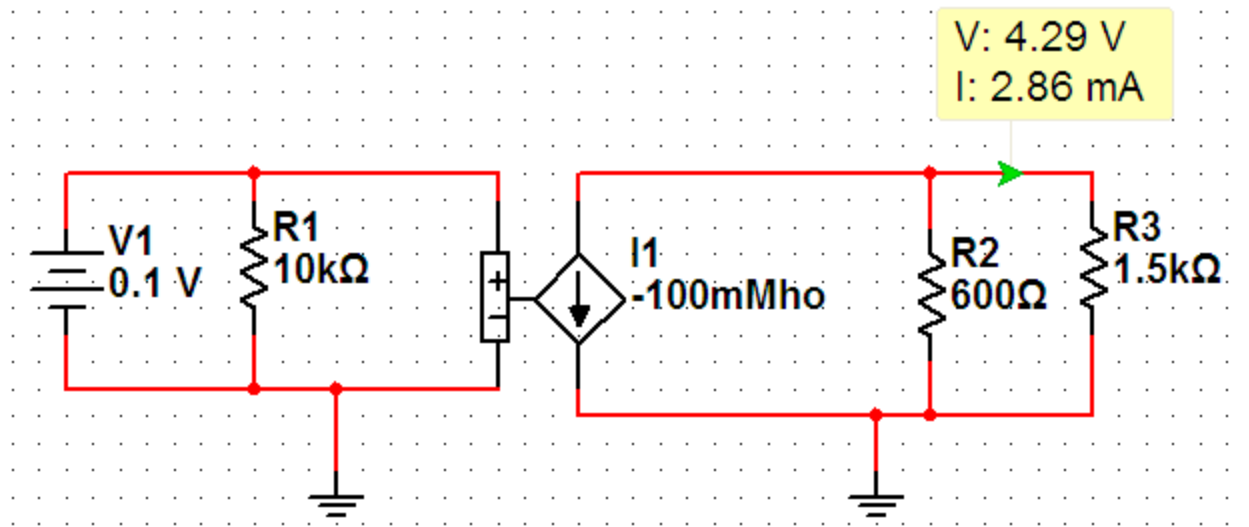 V: 4.29 V
I: 2.86 mA
V1
0.1 V
R1
10kΩ
+
−
I1
-100mMho
R2
600Ω
R3
1.5kΩ